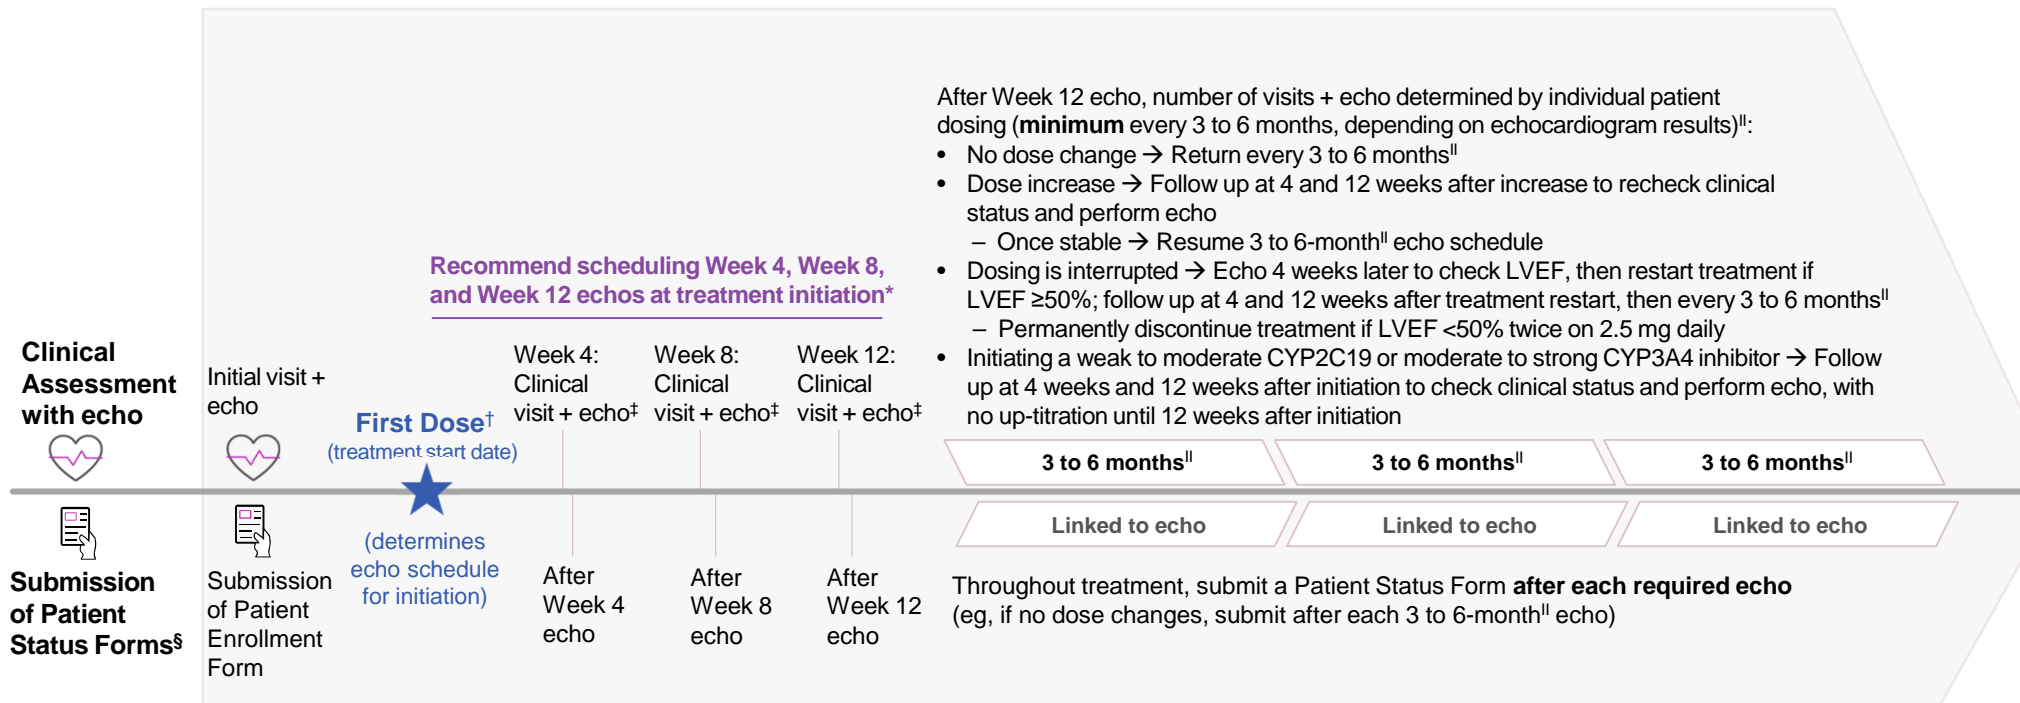 After Week 12 echo, number of visits + echo determined by individual patient
dosing (minimum every 3 to 6 months, depending on echocardiogram results)ǁ:
• No dose change → Return every 3 to 6 monthsǁ
• Dose increase → Follow up at 4 and 12 weeks after increase to recheck clinical
status and perform echo
– Once stable → Resume 3 to 6-monthǁ echo schedule
• Dosing is interrupted → Echo 4 weeks later to check LVEF, then restart treatment if
LVEF ≥50%; follow up at 4 and 12 weeks after treatment restart, then every 3 to 6 monthsǁ
– Permanently discontinue treatment if LVEF <50% twice on 2.5 mg daily
• Initiating a weak to moderate CYP2C19 or moderate to strong CYP3A4 inhibitor → Follow
up at 4 weeks and 12 weeks after initiation to check clinical status and perform echo, with
no up-titration until 12 weeks after initiation
Recommend scheduling Week 4, Week 8,
and Week 12 echos at treatment initiation*
Clinical
Assessment
with echo
Initial visit +
echo
First Dose†
(treatment start date)
Week 4:
Clinical
visit + echo‡
Week 8:
Clinical
visit + echo‡
Week 12:
Clinical
visit + echo‡
3 to 6 monthsǁ
3 to 6 monthsǁ
3 to 6 monthsǁ
Linked to echo
Linked to echo
Linked to echo
Submission
of Patient
Status Forms§
Submission
of Patient
Enrollment
Form
(determines
echo schedule
for initiation)
After
Week 4
echo
After
Week 8
echo
After
Week 12
echo
Throughout treatment, submit a Patient Status Form after each required echo
(eg, if no dose changes, submit after each 3 to 6-monthǁ echo)